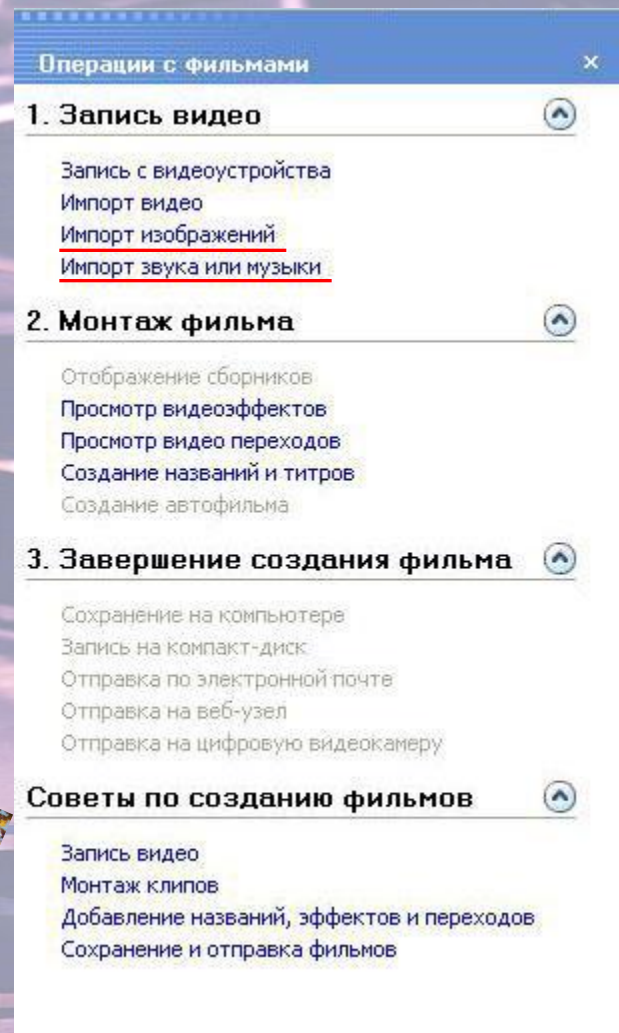 Операции с фильмами
1. Запись видео
Запись с видеоустройства
Импорт видео
Импорт изображений
Импорт звука или музыки
2. Монтаж фильма
Отображение сборников
Просмотр видеоэффектов
Просмотр видео переходов
Создание названий и титров
Создание автофильма
3. Завершение создания фильма
Сохранение на компьютере
Запись на компакт-диск
Отправка по электронной почте
Отправка на веб-узел
Отправка на цифровую видеокамеру
Советы по созданию фильмов
Запись видео
Монтаж клипов
Добавление названий, эффектов и переходов
Сохранение и отправка фильмов